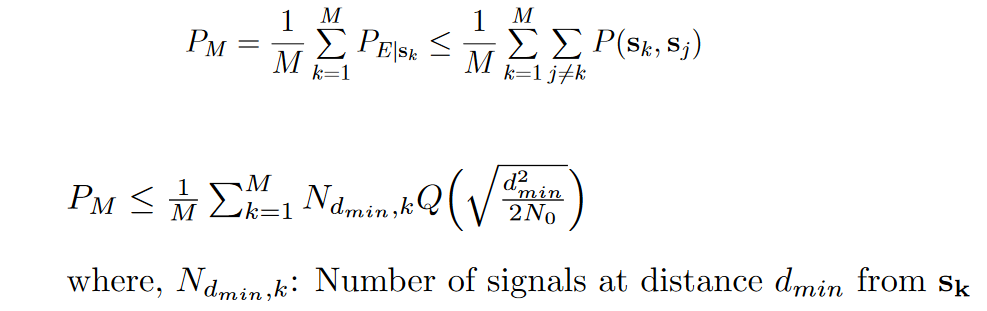 $P_M = \frac{1}{M} \sum_{k=1}^{M} P_{E|\mathbf{s}_k} \leq \frac{1}{M} \sum_{k=1}^{M} \sum_{j \neq k} P(\mathbf{s}_k, \mathbf{s}_j)$
$P_M \leq \frac{1}{M} \sum_{k=1}^{M} N_{d_{min},k} Q\left(\sqrt{\frac{d_{min}^2}{2N_0}}\right)$
where, $N_{d_{min},k}$: Number of signals at distance $d_{min}$ from $\mathbf{s_k}$